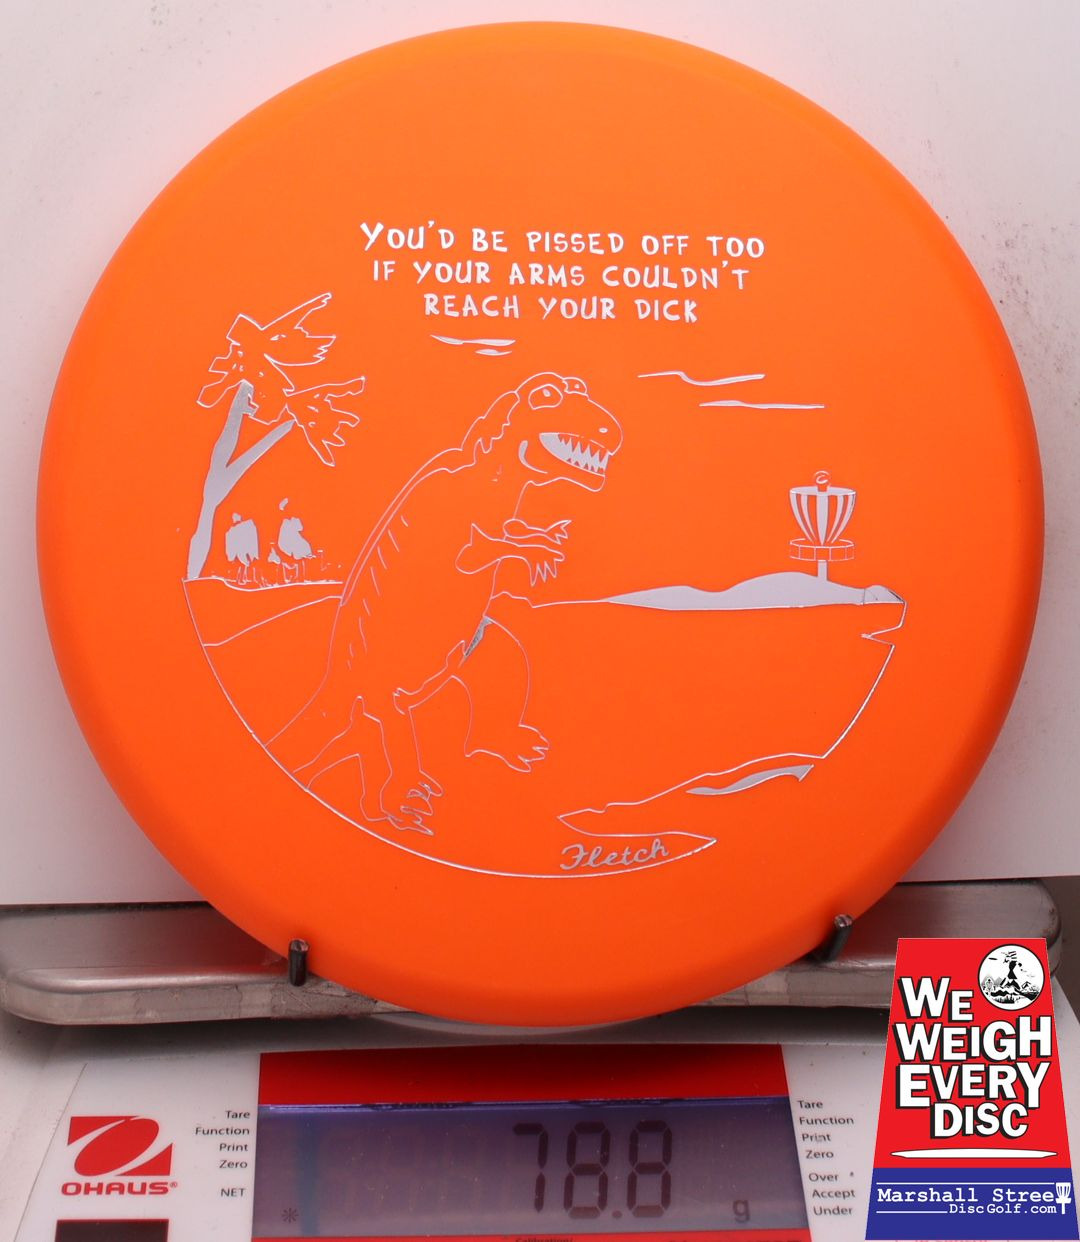 YOU'D BE PISSED OFF TOO
IF YOUR ARMS COULDN'T
REACH YOUR DICK
Fletch
OHAUS®
Tare
Function
Print
Zero
NET
78.8 g
*
Tare
Function
Print
Zero
Over
Accept
Under
WE
WEIGH
EVERY
DISC
Marshall Street
DiscGolf.com